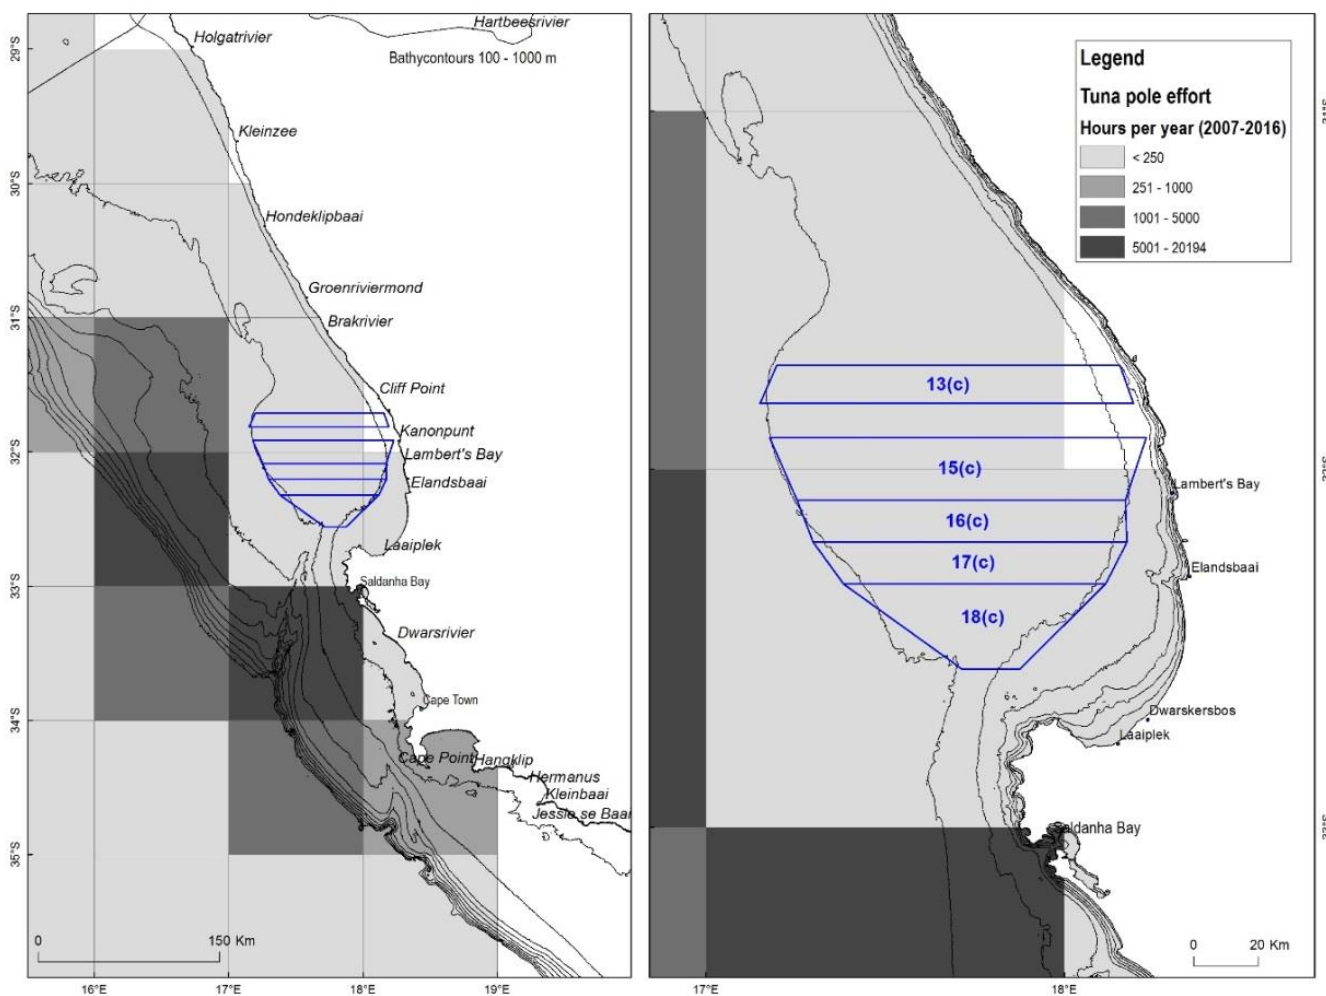 Hartbeesrivier
Holgatrivier
Bathycontours 100 - 1000 m
Kleinzee
Hondeklipbaai
Groenriviermond
Brakrivier
Cliff Point
Kanonpunt
Lambert's Bay
Elandsbaai
Laaiplek
Saldanha Bay
Dwarsrivier
Cape Town
Cape Point
Hangklip
Hermanus
Kleinbaai
Jessie se Baai
29°S
30°S
31°S
32°S
33°S
34°S
35°S
0 150 Km
16°E 17°E 18°E 19°E
Legend
Tuna pole effort
Hours per year (2007-2016)
< 250
251 - 1000
1001 - 5000
5001 - 20194
13(c)
15(c)
16(c)
17(c)
18(c)
Lambert's Bay
Elandsbaai
Dwarskersbos
Laaiplek
Saldanha Bay
0 20 Km
17°E 18°E